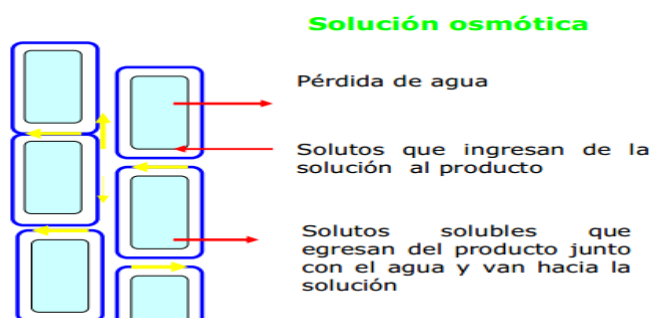 Solución osmótica
Pérdida de agua
Solutos que ingresan de la
solución al producto
Solutos solubles que
egresan del producto junto
con el agua y van hacia la
solución